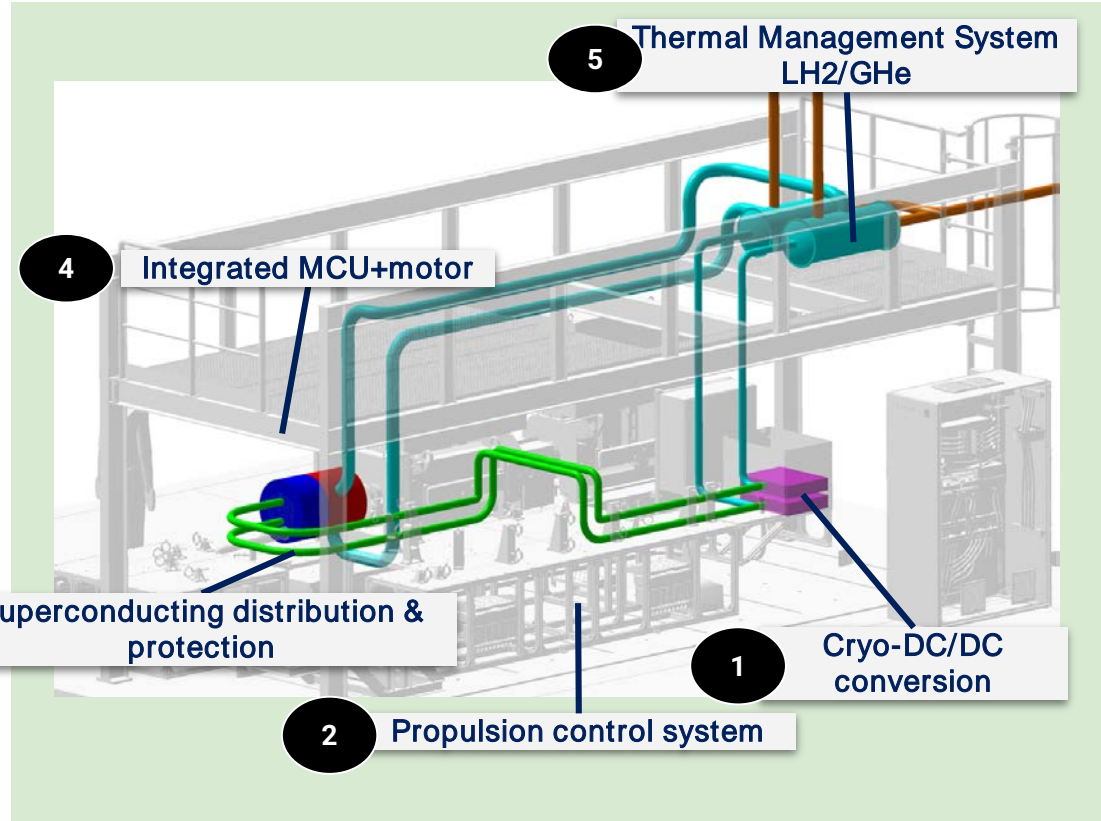 5
Thermal Management System
LH2/GHe
4
Integrated MCU+motor
uperconducting distribution &
protection
1
Cryo-DC/DC
conversion
2
Propulsion control system